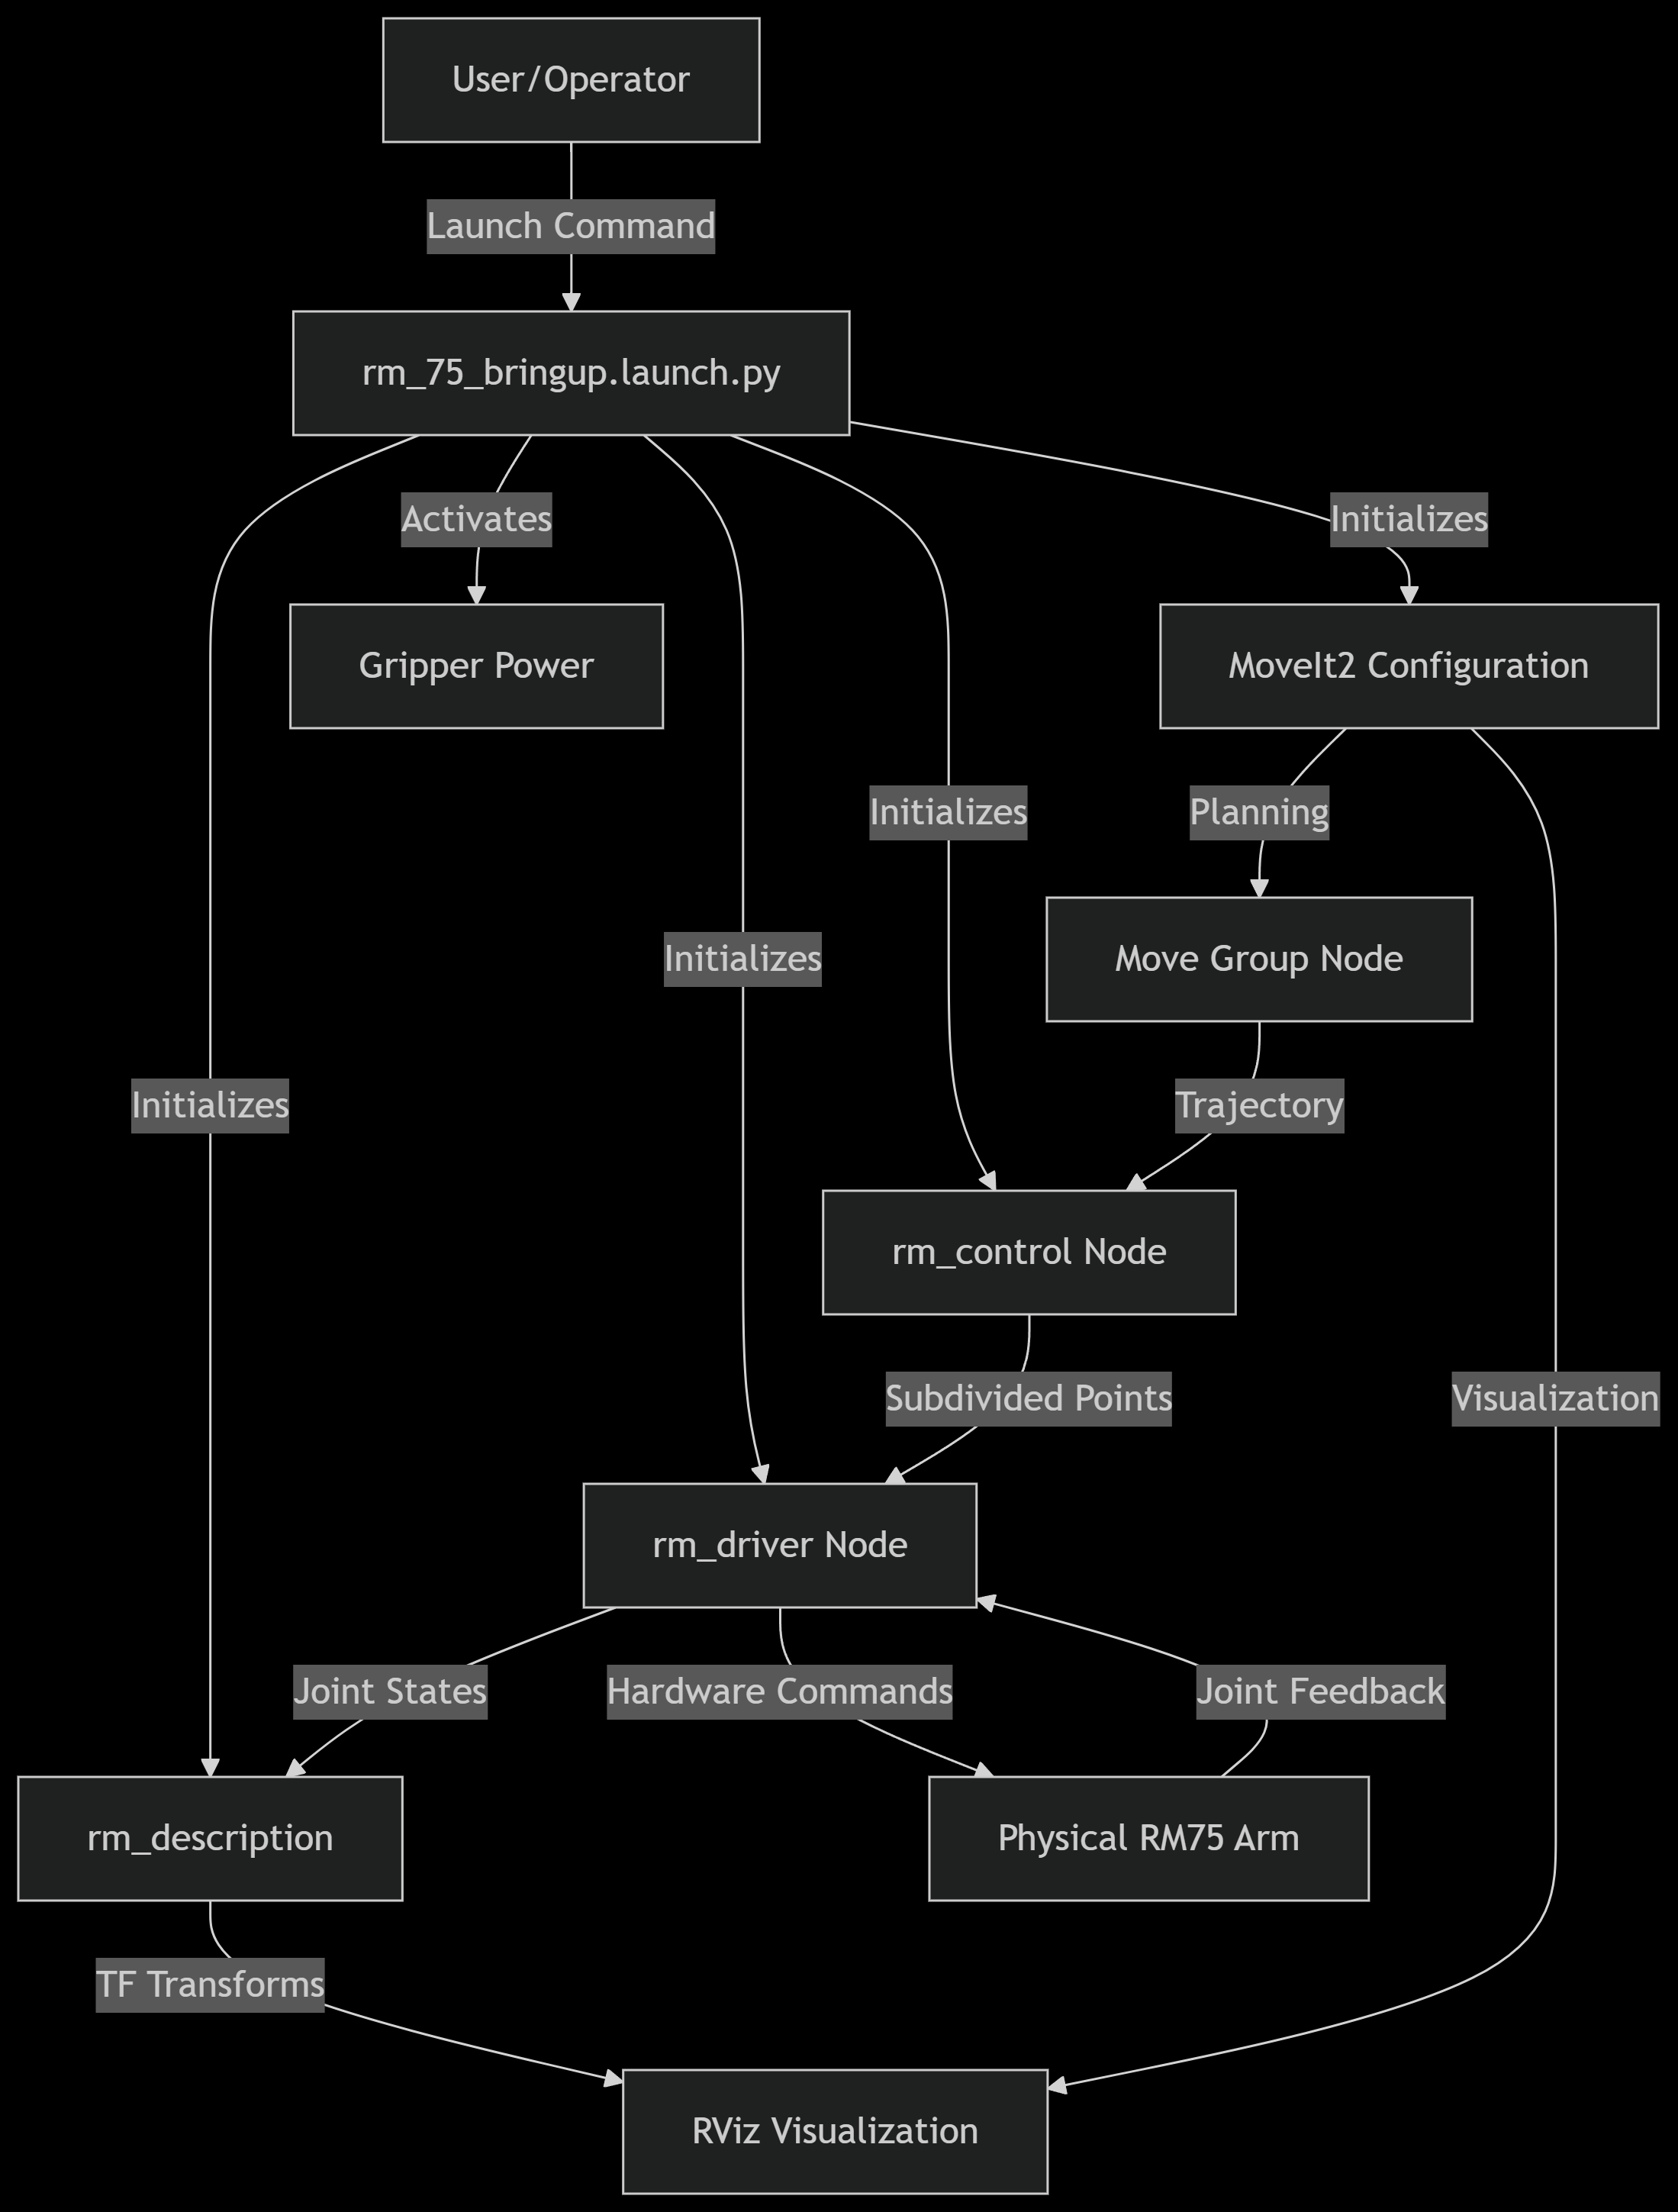 User/Operator
Launch Command
rm_75_bringup.launch.py
Activates
Initializes
Gripper Power
MoveIt2 Configuration
Initializes
Planning
Initializes
Move Group Node
Initializes
Trajectory
rm_control Node
Subdivided Points
Visualization
rm_driver Node
Joint States
Hardware Commands
Joint Feedback
rm_description
Physical RM75 Arm
TF Transforms
RViz Visualization